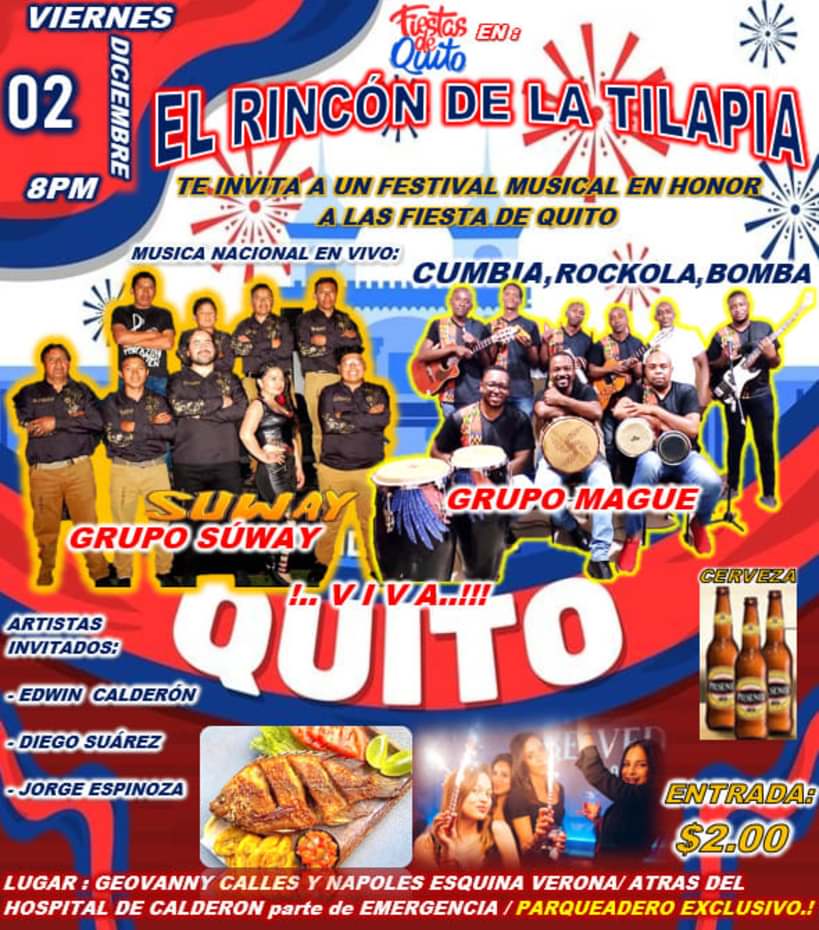 VIERNES
02
DICIEMBRE
8PM
Fiestas
de
Quito
EN :
EL RINCÓN DE LA TILAPIA
TE INVITA A UN FESTIVAL MUSICAL EN HONOR
A LAS FIESTA DE QUITO
MUSICA NACIONAL EN VIVO:
CUMBIA,ROCKOLA,BOMBA
SUWAY
GRUPO SÚWAY
GRUPO MAGUE
!.. V I V A..!!!
QUITO
CERVEZA
PILSENER
ARTISTAS
INVITADOS:
- EDWIN CALDERÓN
- DIEGO SUÁREZ
- JORGE ESPINOZA
ENTRADA:
$2.00
LUGAR : GEOVANNY CALLES Y NAPOLES ESQUINA VERONA/ ATRAS DEL
HOSPITAL DE CALDERON parte de EMERGENCIA / PARQUEADERO EXCLUSIVO.!